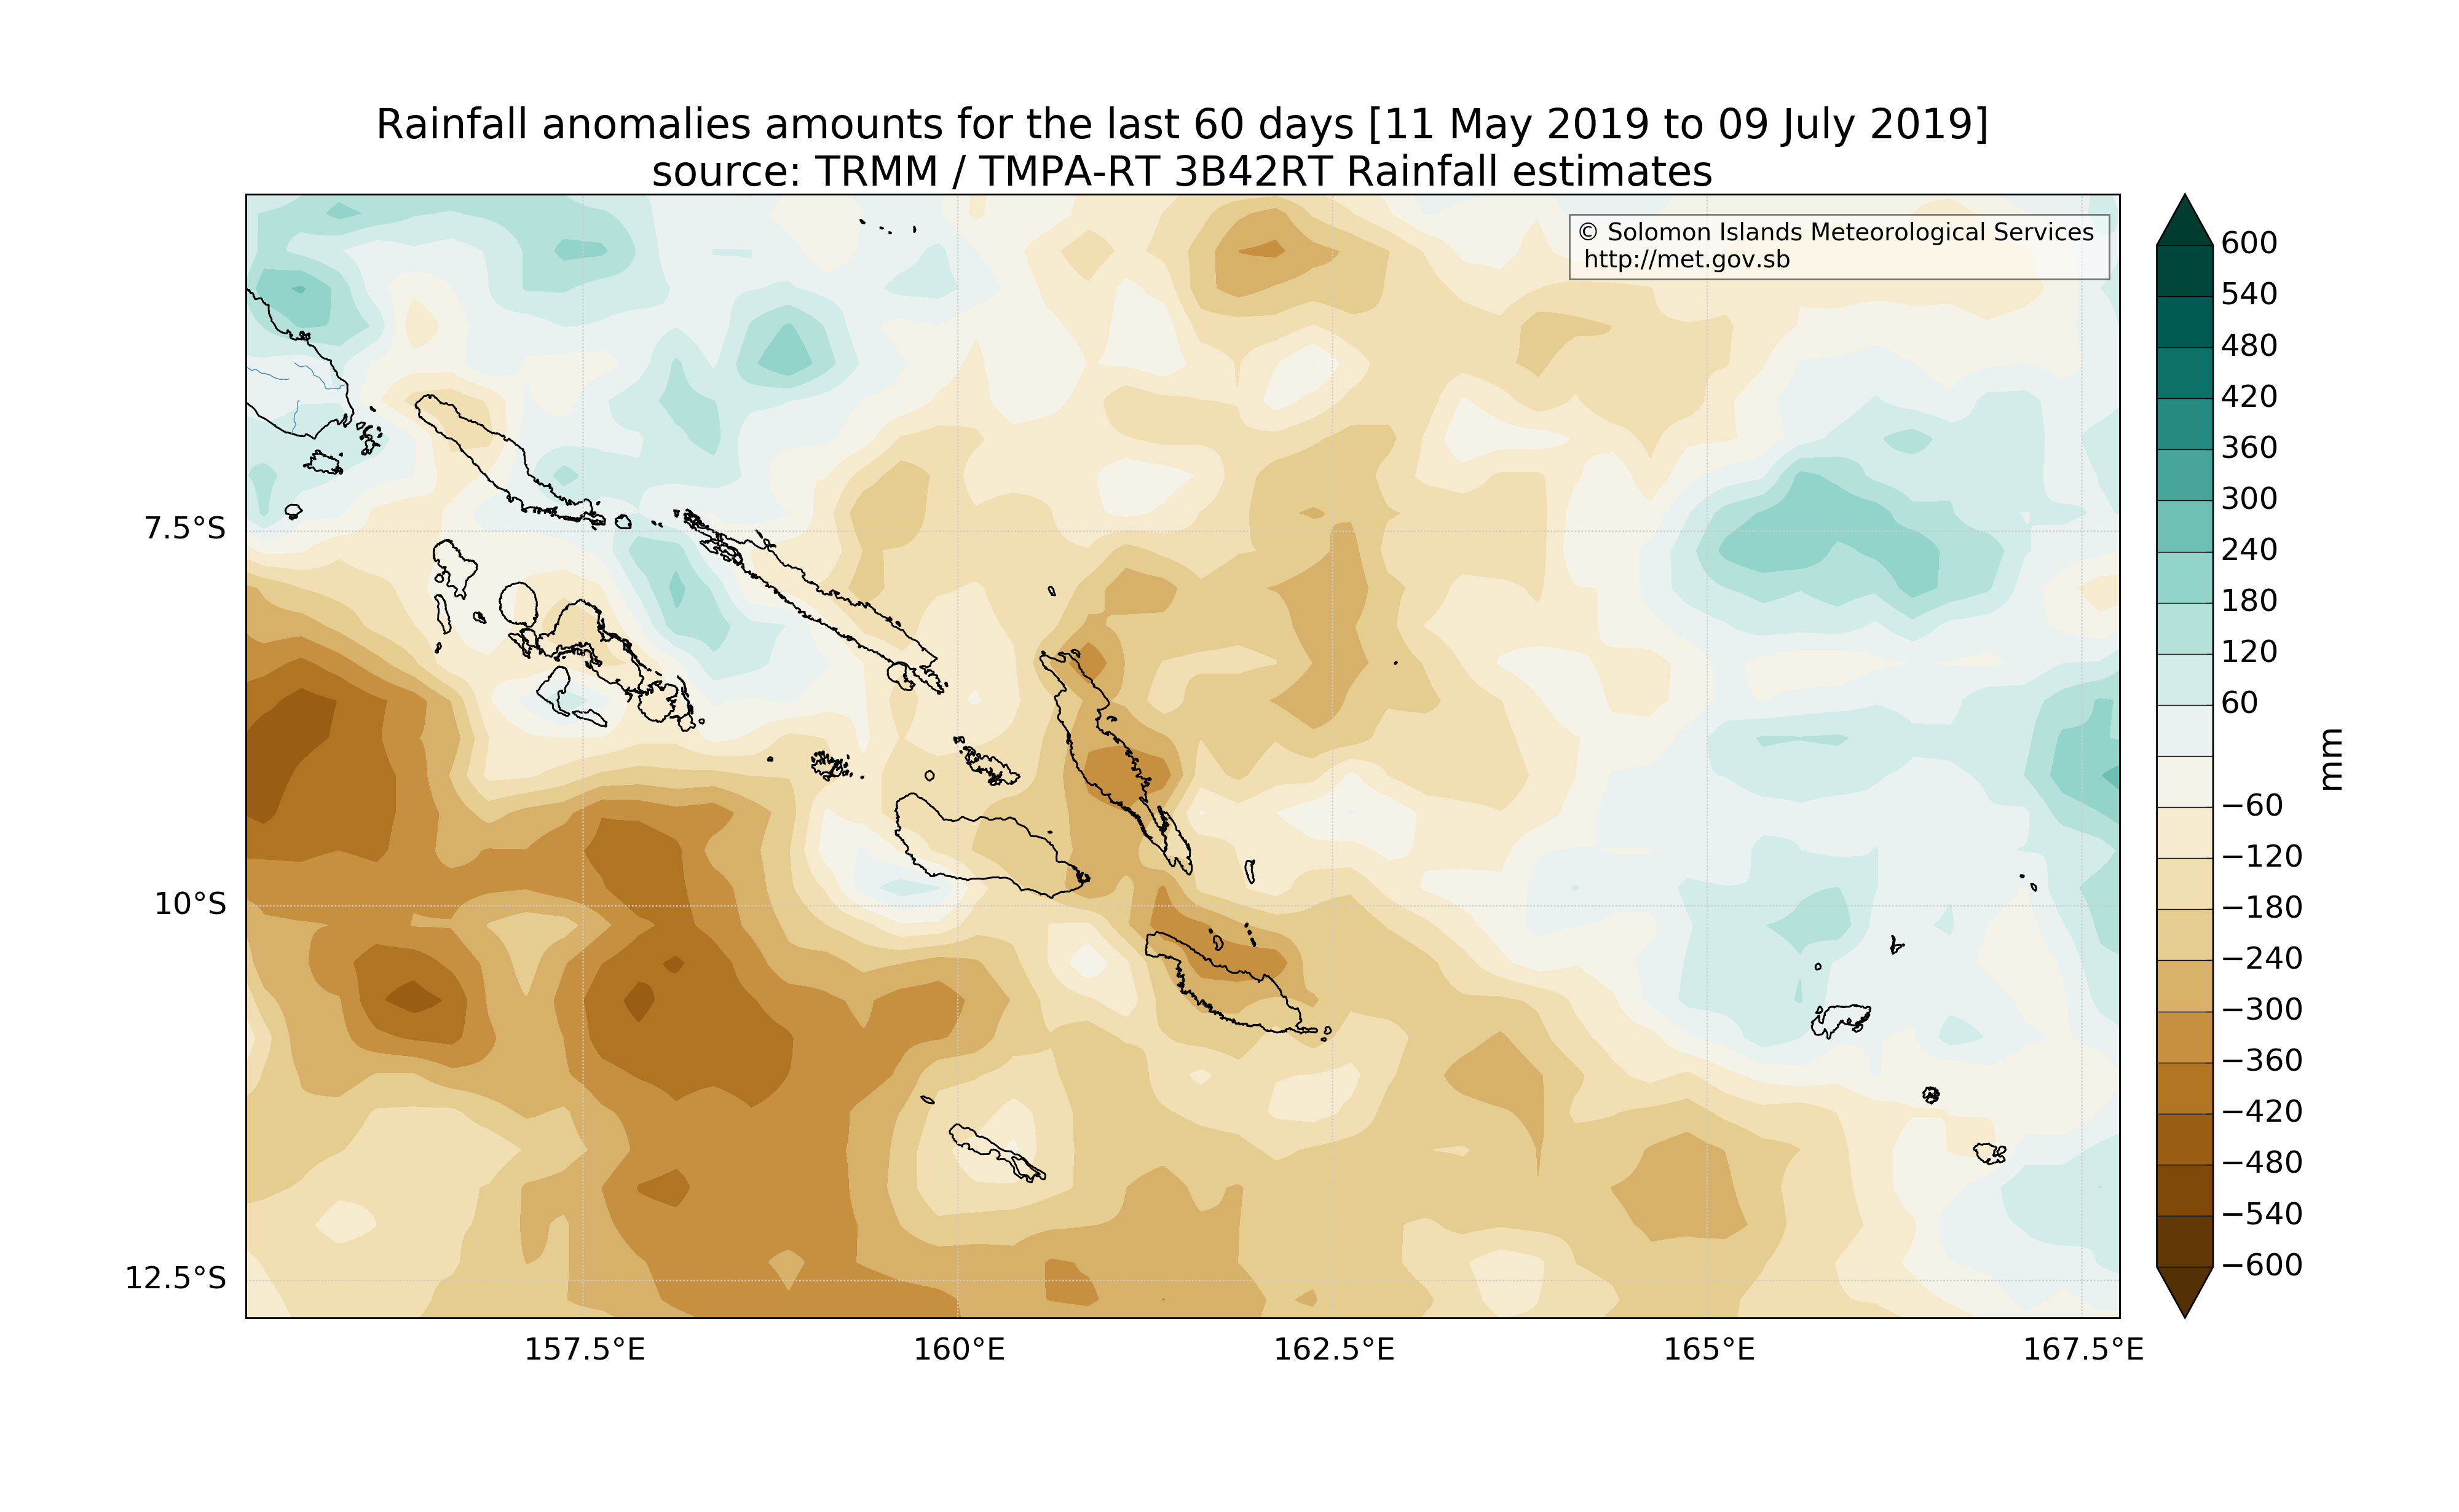 Rainfall anomalies amounts for the last 60 days [11 May 2019 to 09 July 2019]
source: TRMM / TMPA-RT 3B42RT Rainfall estimates
© Solomon Islands Meteorological Services
http://met.gov.sb
7.5°S
10°S
12.5°S
157.5°E
160°E
162.5°E
165°E
167.5°E
600
540
480
420
360
300
240
180
120
60
−60
−120
−180
−240
−300
−360
−420
−480
−540
−600
mm